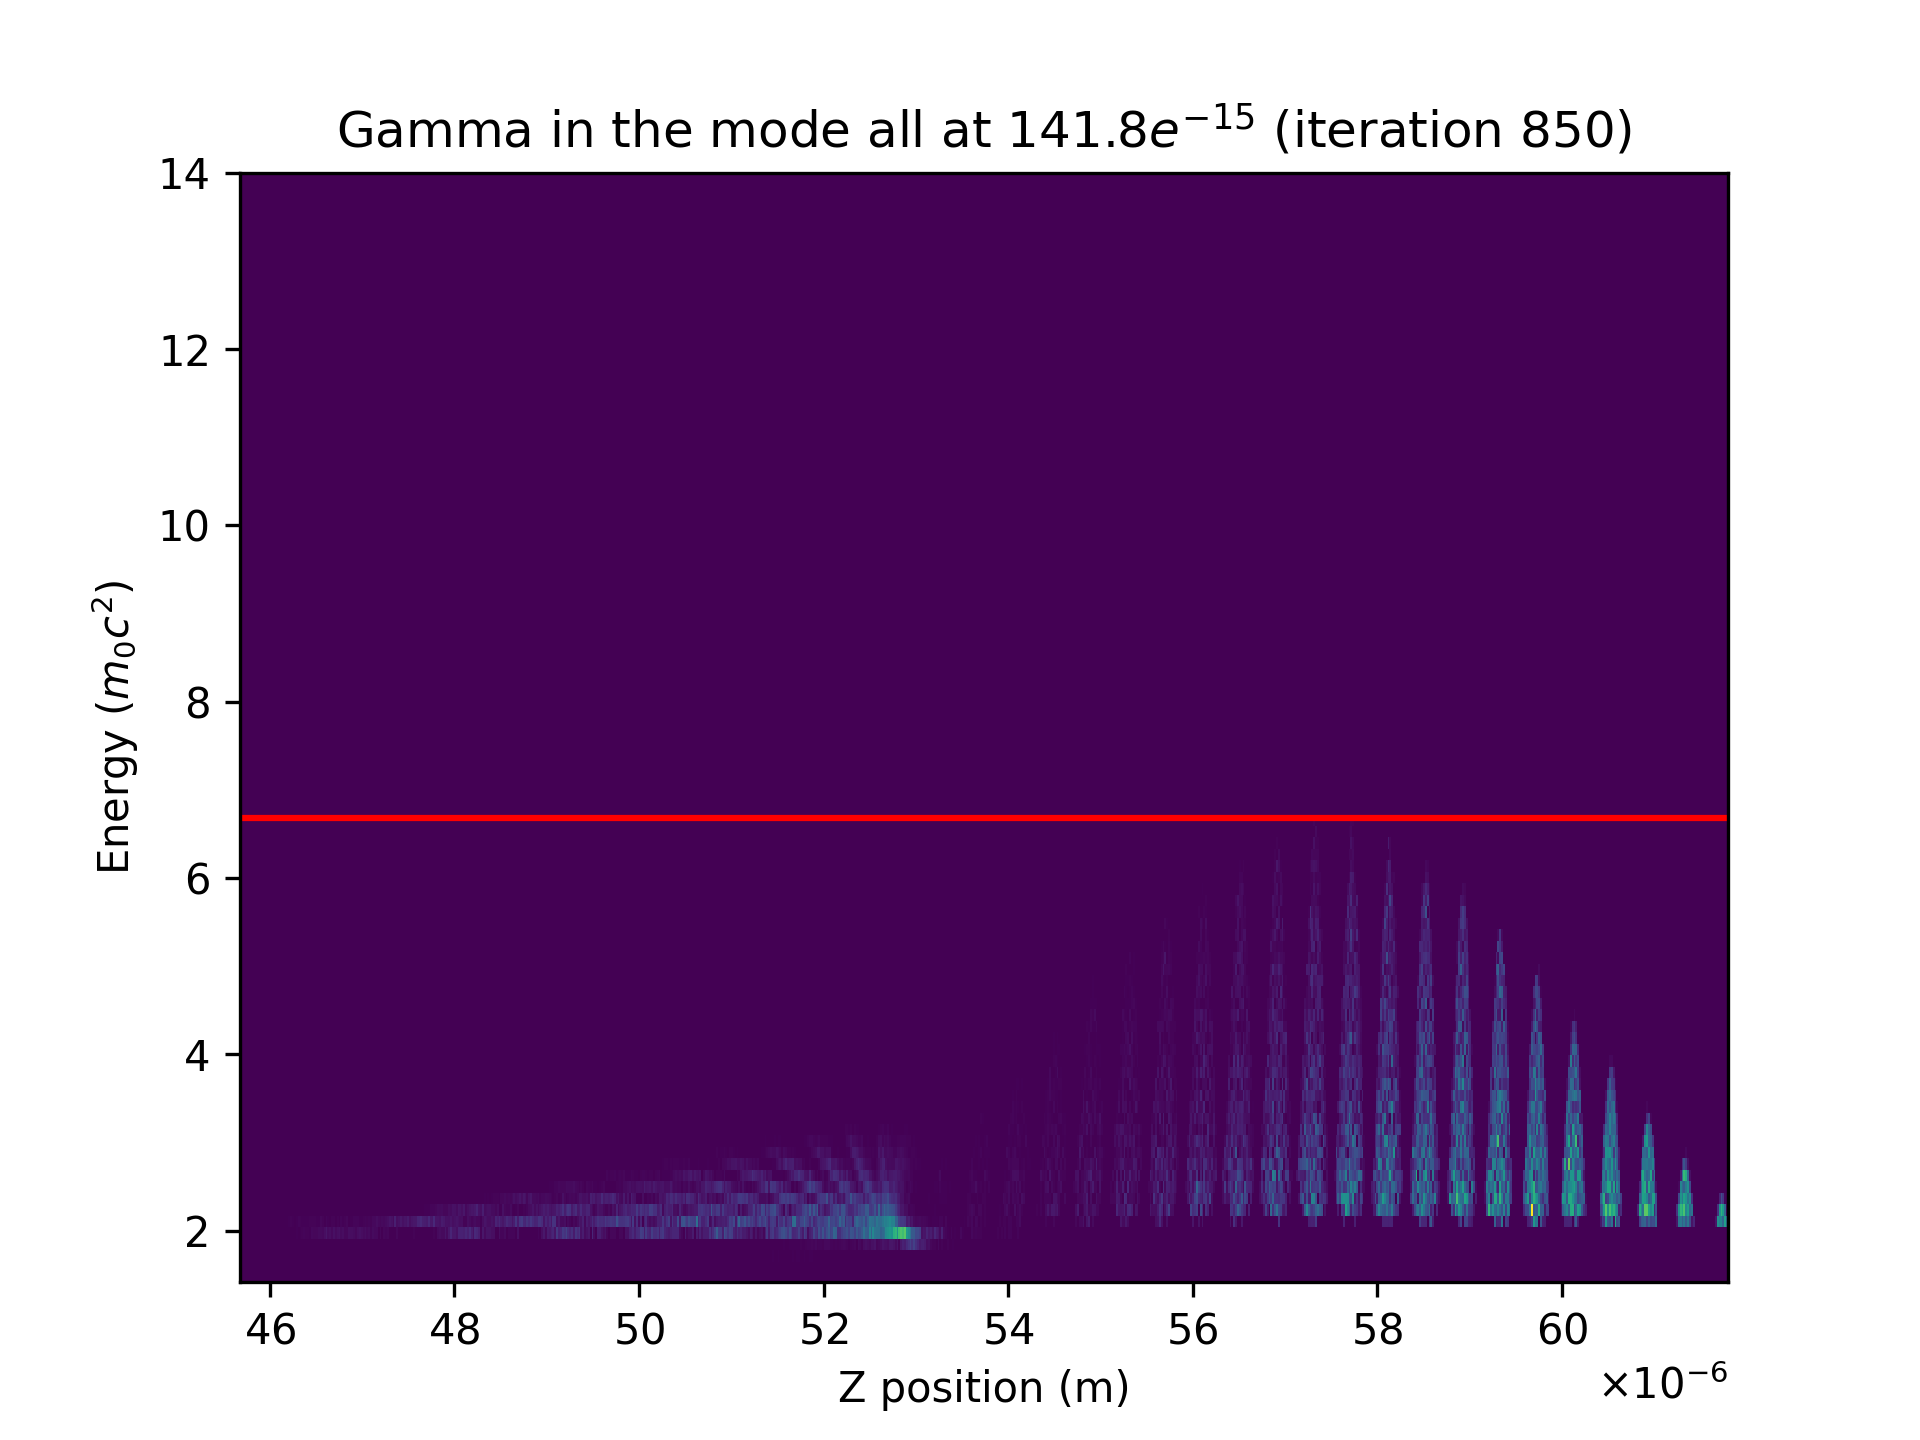 Gamma in the mode all at 141.8e⁻¹⁵ (iteration 850)
14
12
10
8
6
4
2
Energy (m₀c²)
46 48 50 52 54 56 58 60
×10⁻⁶
Z position (m)